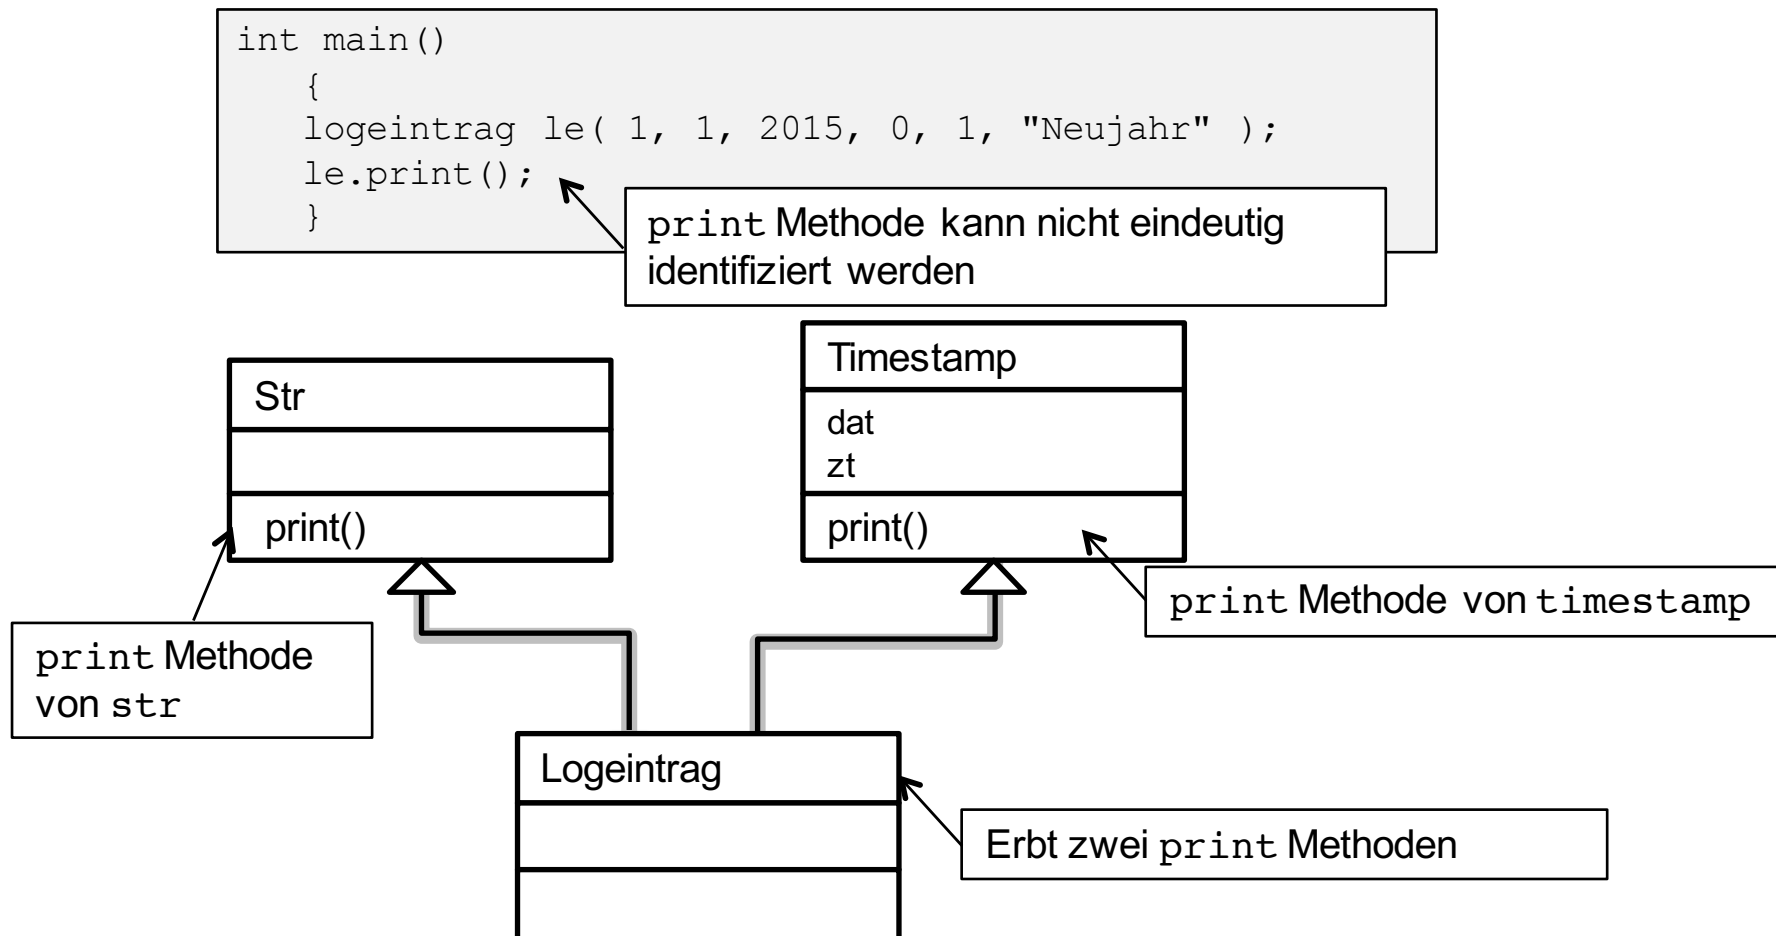 int main()
{
logeintrag le( 1, 1, 2015, 0, 1, "Neujahr" );
le.print();
}
print Methode kann nicht eindeutig
identifiziert werden
Str
print()
Timestamp
dat
zt
print()
print Methode von timestamp
print Methode
von str
Logeintrag
Erbt zwei print Methoden